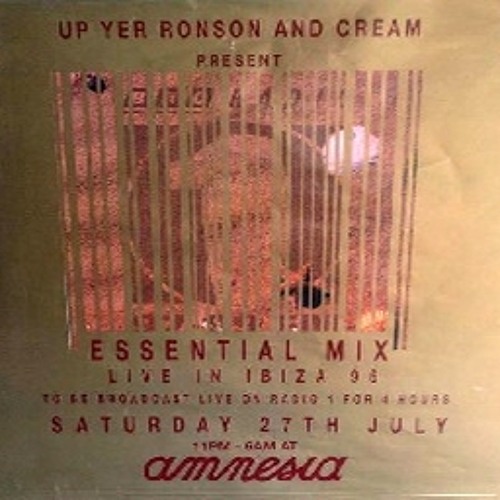 UP YER RONSON AND CREAM
PRESENT
ESSENTIAL MIX
LIVE IN IBIZA 96
TO BE BROADCAST LIVE ON RADIO 1 FOR 4 HOURS
SATURDAY 27TH JULY
11PM - 6AM AT
amnesia